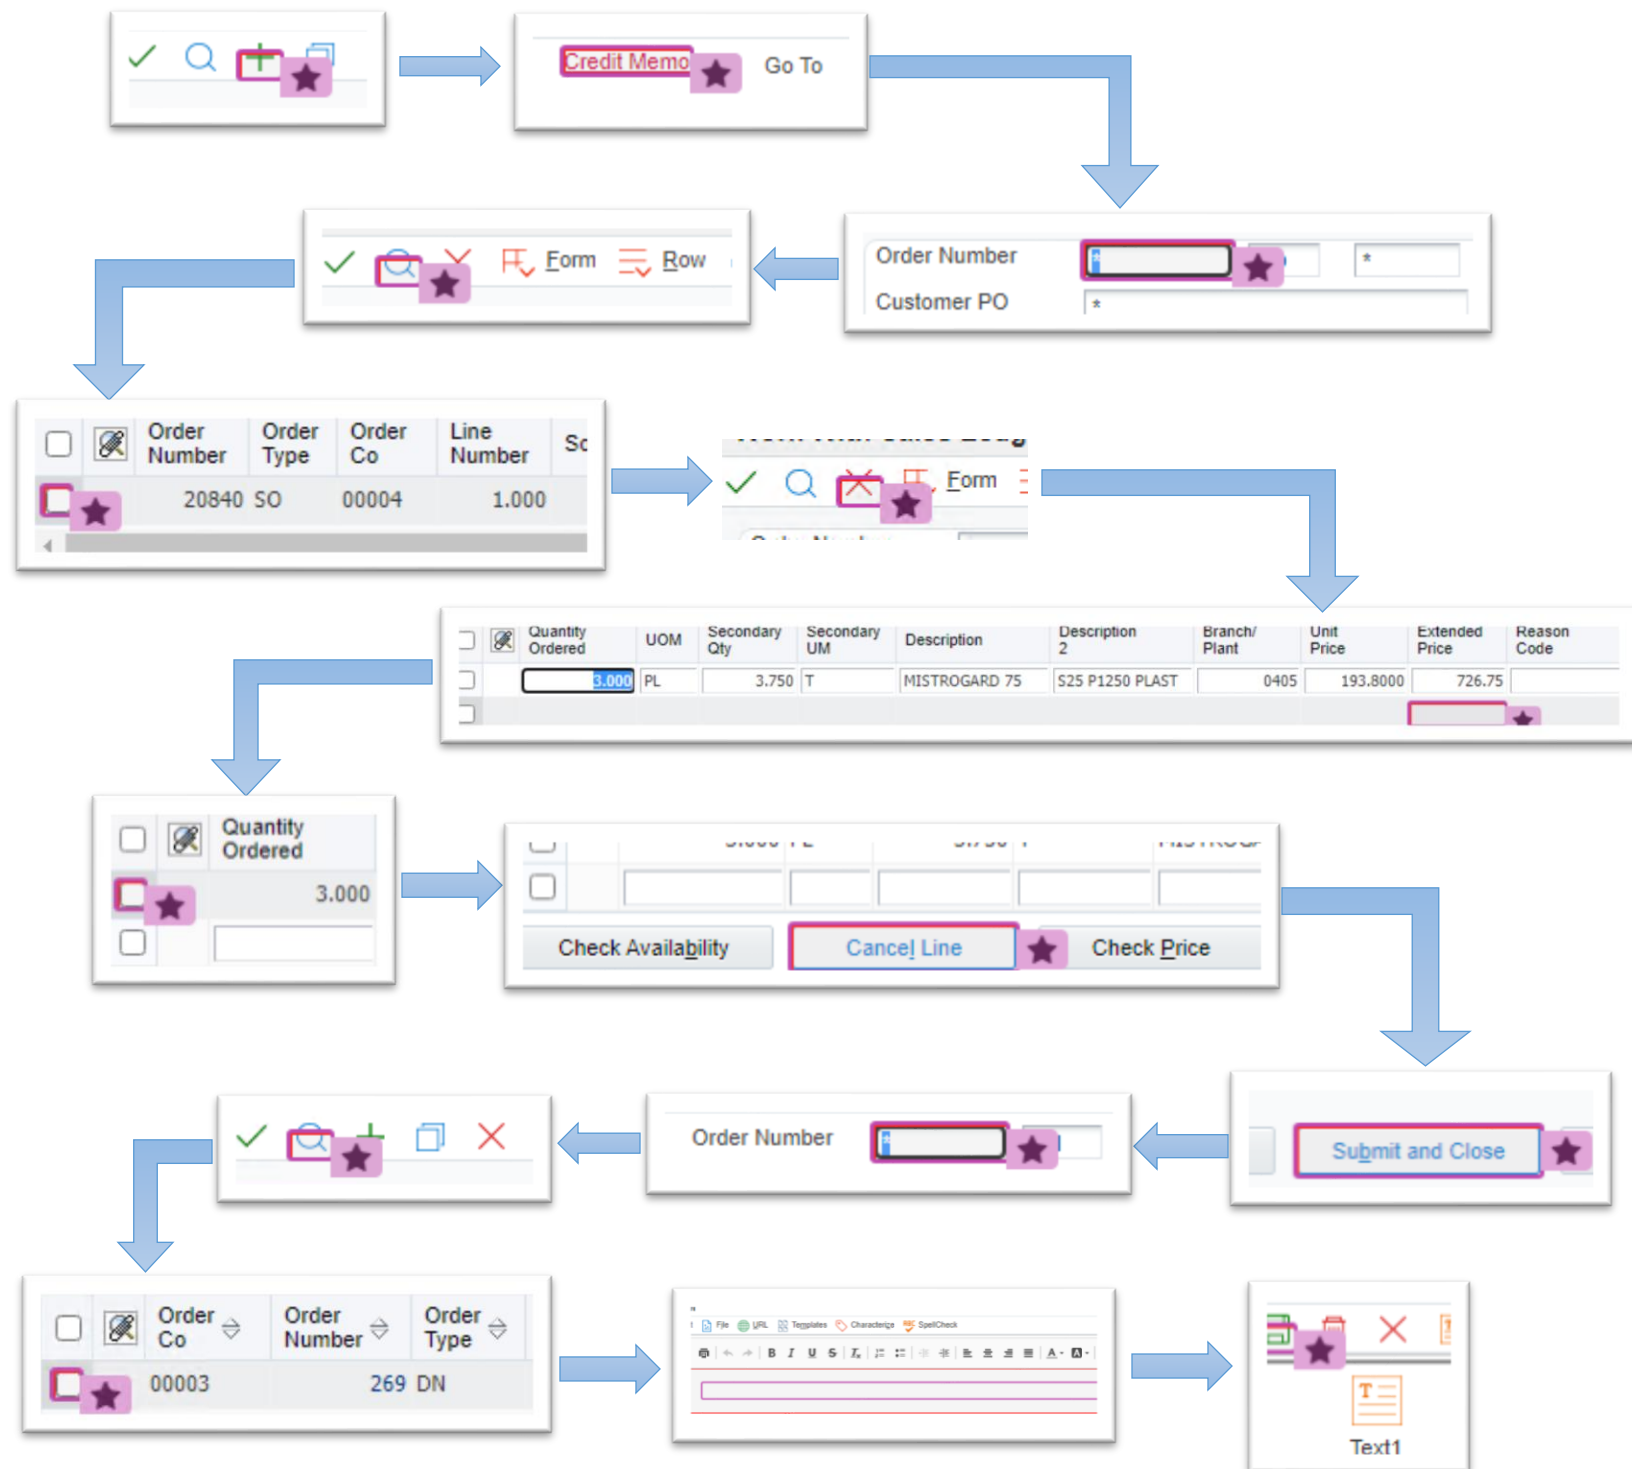 Credit Memo
Go To
Order Number
*
*
Customer PO
*
Form
Row
Order Number
Order Type
Order Co
Line Number
20840 SO 00004 1.000
Form
Quantity Ordered
UOM
Secondary Qty
Secondary UM
Description
Description 2
Branch/ Plant
Unit Price
Extended Price
Reason Code
3.000 PL 3.750 T MISTROGARD 75 S25 P1250 PLAST 0405 193.8000 726.75
Quantity Ordered
3.000
Check Availability
Cancel Line
Check Price
Submit and Close
Order Number
*
Order Co
Order Number
Order Type
00003 269 DN
File URL Templates Characterize SpellCheck
B I U S
Text1